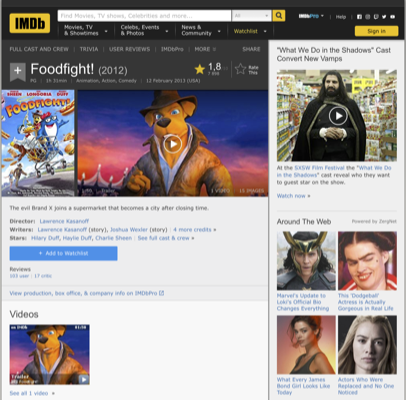 IMDb
Find Movies, TV shows, Celebrities and more...
All
IMDbPro
Help
Movies, TV & Showtimes
Celebs, Events & Photos
News & Community
Watchlist
Sign in
FULL CAST AND CREW | TRIVIA | USER REVIEWS | IMDbPro | MORE
SHARE
Foodfight! (2012)
1,8
Rate This
PG | 1h 31min | Animation, Action, Comedy | 12 February 2013 (USA)
SHEEN LONGORIA DUFF
FOODFIGHT!
1 VIDEO
15 IMAGES
The evil Brand X joins a supermarket that becomes a city after closing time.
Director: Lawrence Kasanoff
Writers: Lawrence Kasanoff (story), Joshua Wexler (story) | 4 more credits »
Stars: Hilary Duff, Haylie Duff, Charlie Sheen | See full cast & crew »
+ Add to Watchlist
Reviews
View production, box office, & company info on IMDbPro
Videos
Trailer
See all 1 video »
"What We Do in the Shadows" Cast
Convert New Vamps
At the SXSW Film Festival the "What We
Do in the Shadows" cast reveal who they
want to guest star on the show.
Watch now »
Around The Web
Powered by ZergNet
Marvel's Update to
Loki's Official Bio
Changes Everything
This 'Dodgeball'
Actress is Actually
Gorgeous in Real Life
What Every James
Bond Girl Looks Like
Today
Actors Who Were
Replaced and No One
Noticed